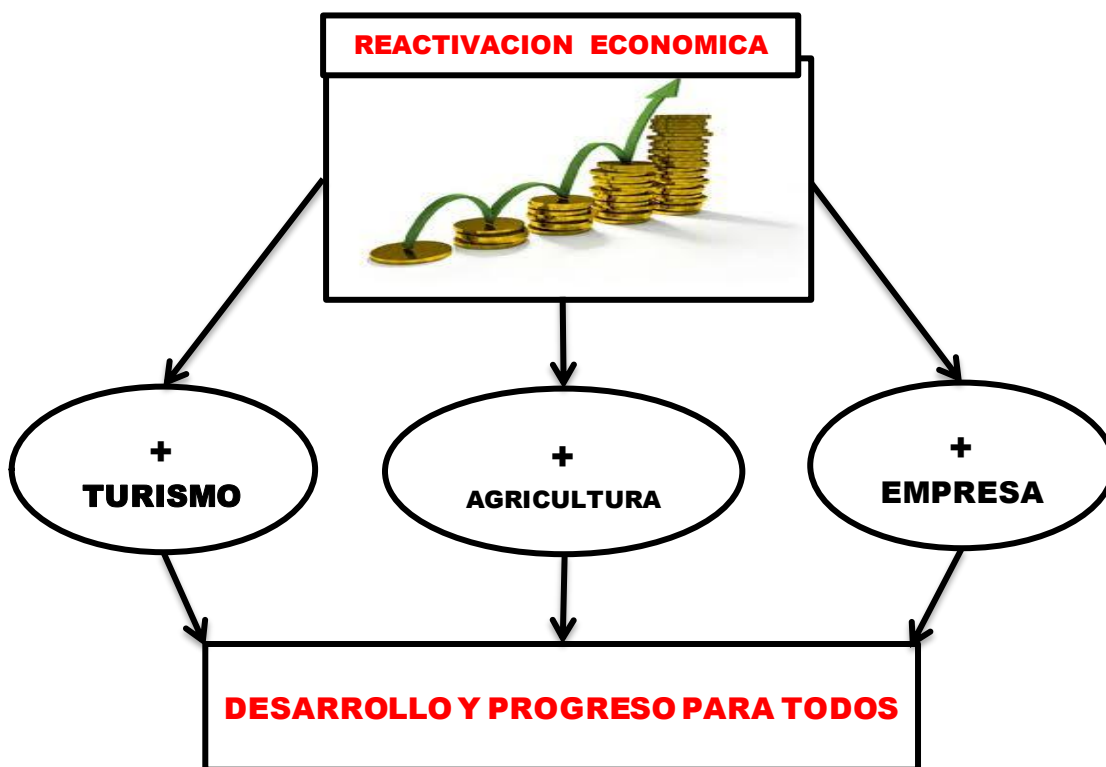 REACTIVACION ECONOMICA
+
TURISMO
+
AGRICULTURA
+
EMPRESA
DESARROLLO Y PROGRESO PARA TODOS